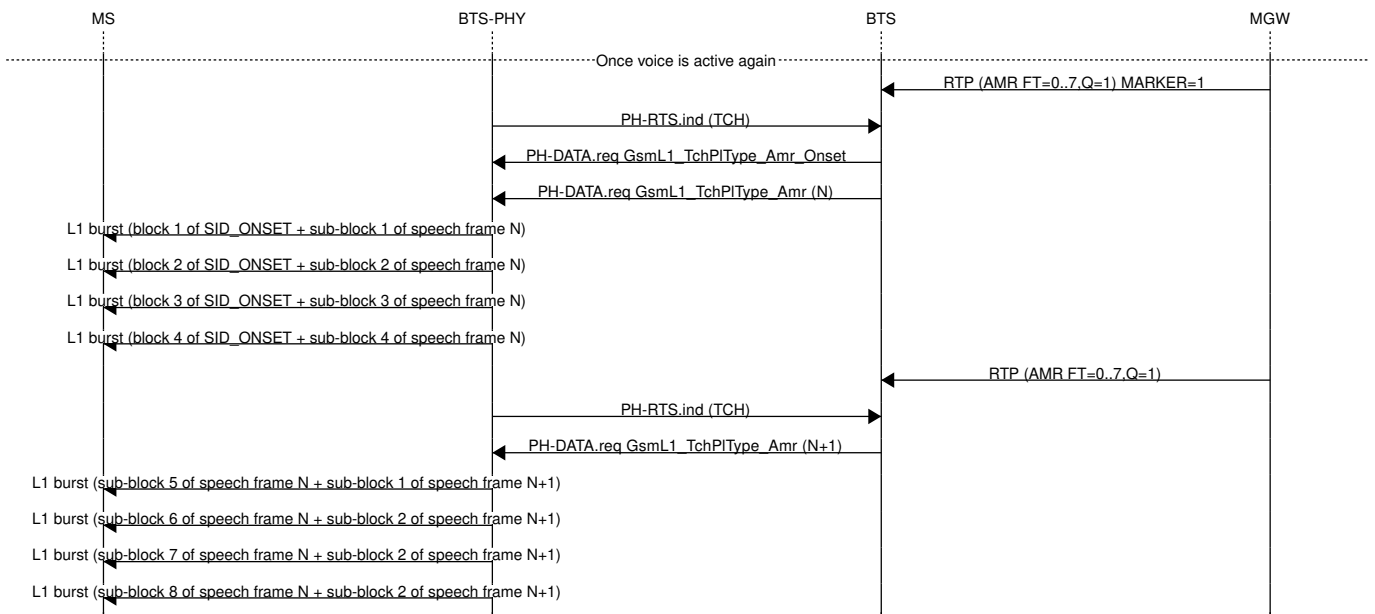 MS BTS-PHY BTS MGW
Once voice is active again
RTP (AMR FT=0..7,Q=1) MARKER=1
PH-RTS.ind (TCH)
PH-DATA.req GsmL1_TchPlType_Amr_Onset
PH-DATA.req GsmL1_TchPlType_Amr (N)
L1 burst (block 1 of SID_ONSET + sub-block 1 of speech frame N)
L1 burst (block 2 of SID_ONSET + sub-block 2 of speech frame N)
L1 burst (block 3 of SID_ONSET + sub-block 3 of speech frame N)
L1 burst (block 4 of SID_ONSET + sub-block 4 of speech frame N)
RTP (AMR FT=0..7,Q=1)
PH-RTS.ind (TCH)
PH-DATA.req GsmL1_TchPlType_Amr (N+1)
L1 burst (sub-block 5 of speech frame N + sub-block 1 of speech frame N+1)
L1 burst (sub-block 6 of speech frame N + sub-block 2 of speech frame N+1)
L1 burst (sub-block 7 of speech frame N + sub-block 2 of speech frame N+1)
L1 burst (sub-block 8 of speech frame N + sub-block 2 of speech frame N+1)